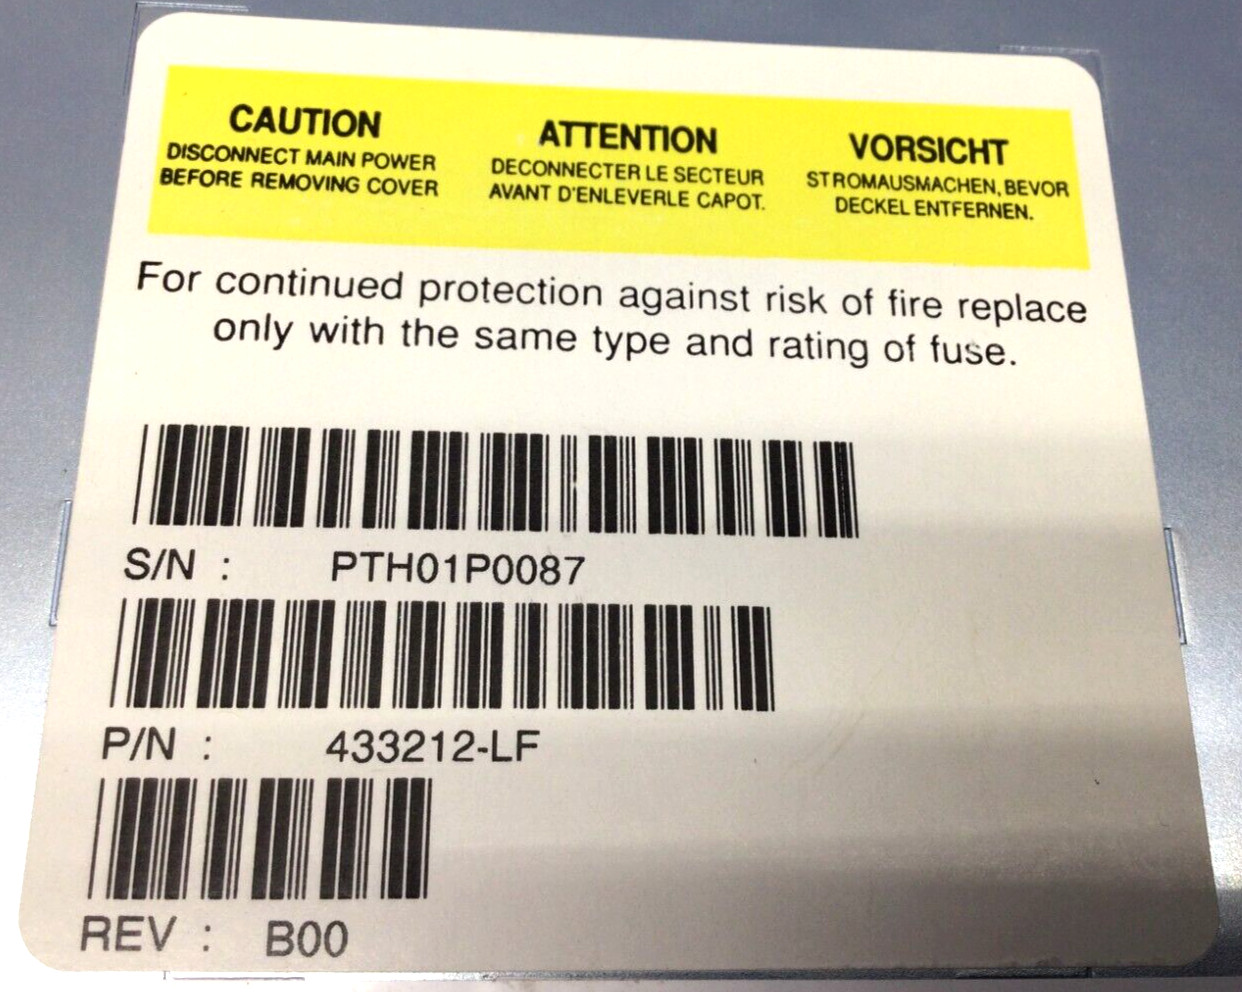 CAUTION
DISCONNECT MAIN POWER
BEFORE REMOVING COVER
ATTENTION
DECONNECTER LE SECTEUR
AVANT D'ENLEVERLE CAPOT.
VORSICHT
STROMAUSMACHEN, BEVOR
DECKEL ENTFERNEN.
For continued protection against risk of fire replace
only with the same type and rating of fuse.
S/N : PTH01P0087
P/N : 433212-LF
REV : B00